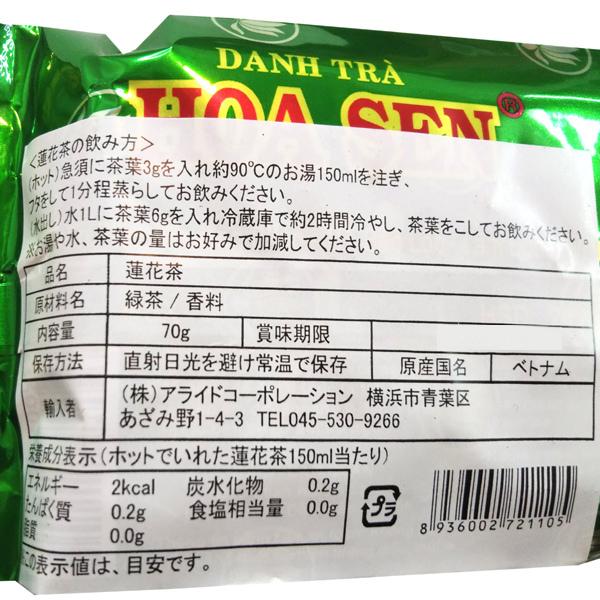 DANH TRÀ
HOA SEN ®
<蓮花茶の飲み方>
(ホット)急須に茶葉3gを入れ約90℃のお湯150mlを注ぎ、
フタをして1分程蒸らしてお飲みください。
(水出し)水1Lに茶葉6gを入れ冷蔵庫で約2時間冷やし、茶葉をこしてお飲みください。
※お湯や水、茶葉の量はお好みで加減してください。
品名 蓮花茶
原材料名 緑茶 / 香料
内容量 70g 賞味期限
保存方法 直射日光を避け常温で保存 原産国名 ベトナム
輸入者 (株)アライドコーポレーション 横浜市青葉区
あざみ野1-4-3 TEL045-530-9266
栄養成分表示(ホットでいれた蓮花茶150ml当たり)
エネルギー 2kcal 炭水化物 0.2g
たんぱく質 0.2g 食塩相当量 0.0g
脂質 0.0g
プラ
8 936002 721105
この表示値は、目安です。